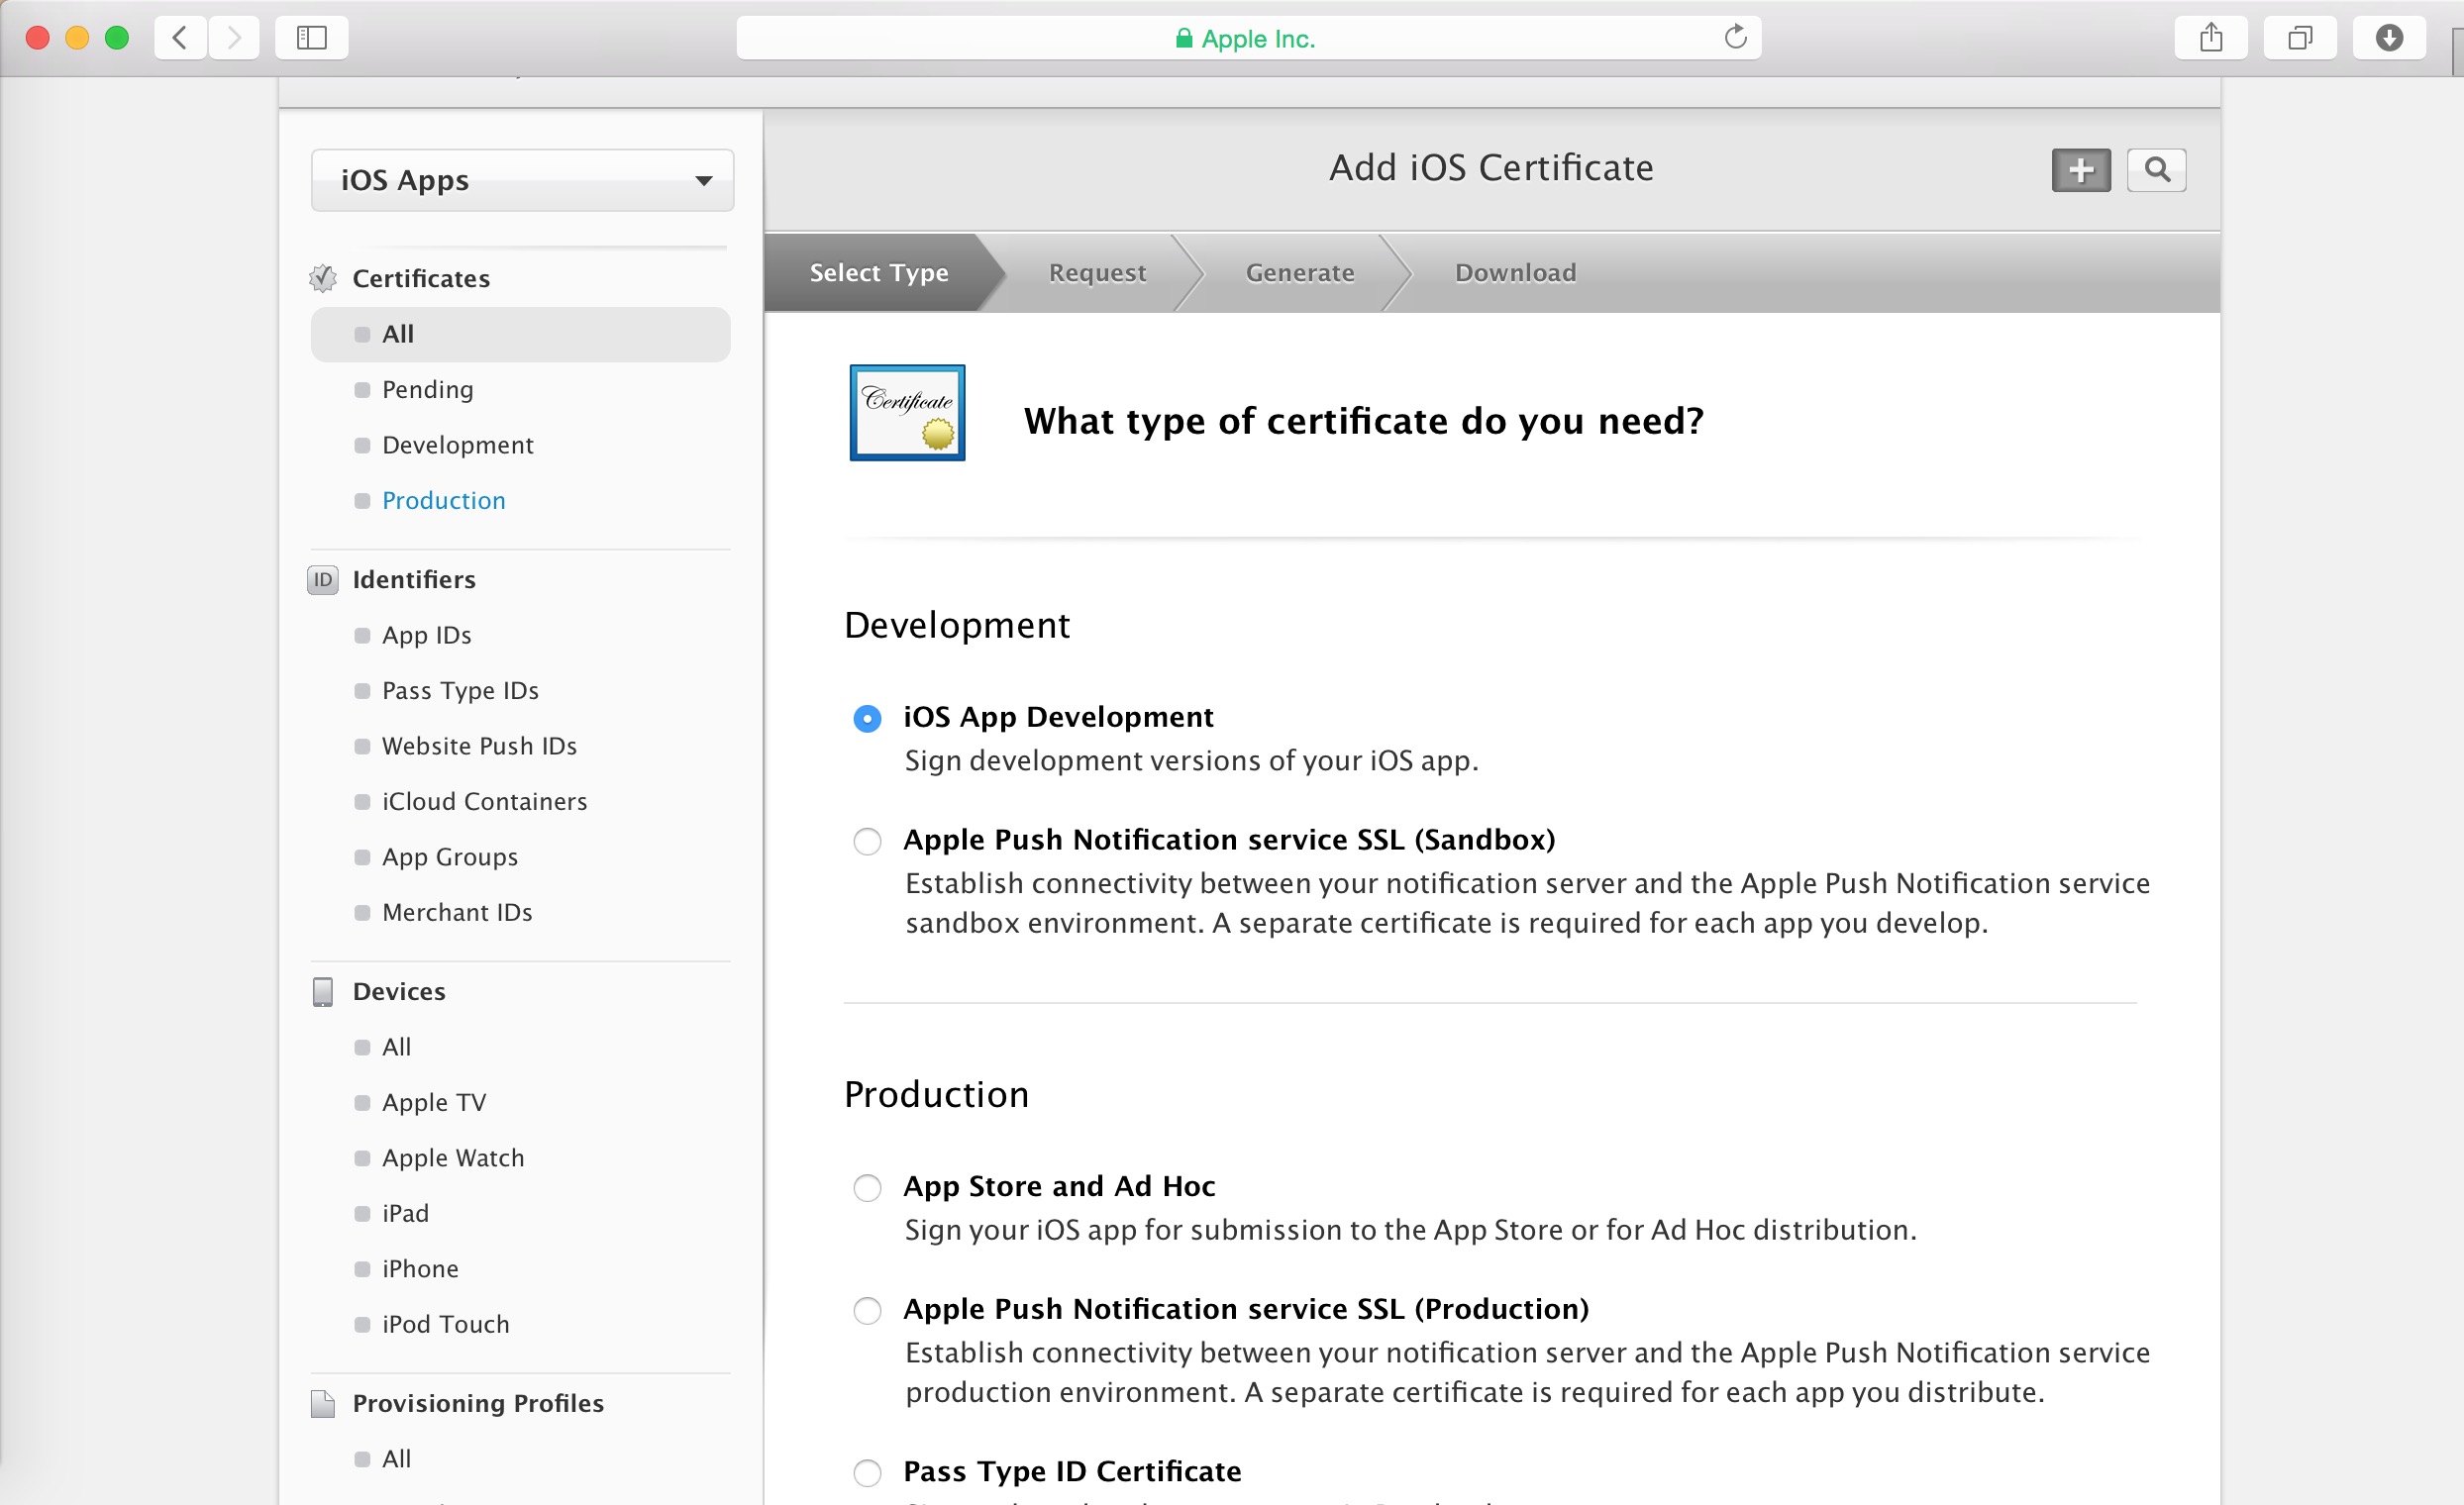 Apple Inc.
iOS Apps
Certificates
All
Pending
Development
Production
ID
Identifiers
App IDs
Pass Type IDs
Website Push IDs
iCloud Containers
App Groups
Merchant IDs
Devices
All
Apple TV
Apple Watch
iPad
iPhone
iPod Touch
Provisioning Profiles
All
Add iOS Certificate
Select Type
Request
Generate
Download
Certificate
What type of certificate do you need?
Development
iOS App Development
Sign development versions of your iOS app.
Apple Push Notification service SSL (Sandbox)
Establish connectivity between your notification server and the Apple Push Notification service
sandbox environment. A separate certificate is required for each app you develop.
Production
App Store and Ad Hoc
Sign your iOS app for submission to the App Store or for Ad Hoc distribution.
Apple Push Notification service SSL (Production)
Establish connectivity between your notification server and the Apple Push Notification service
production environment. A separate certificate is required for each app you distribute.
Pass Type ID Certificate